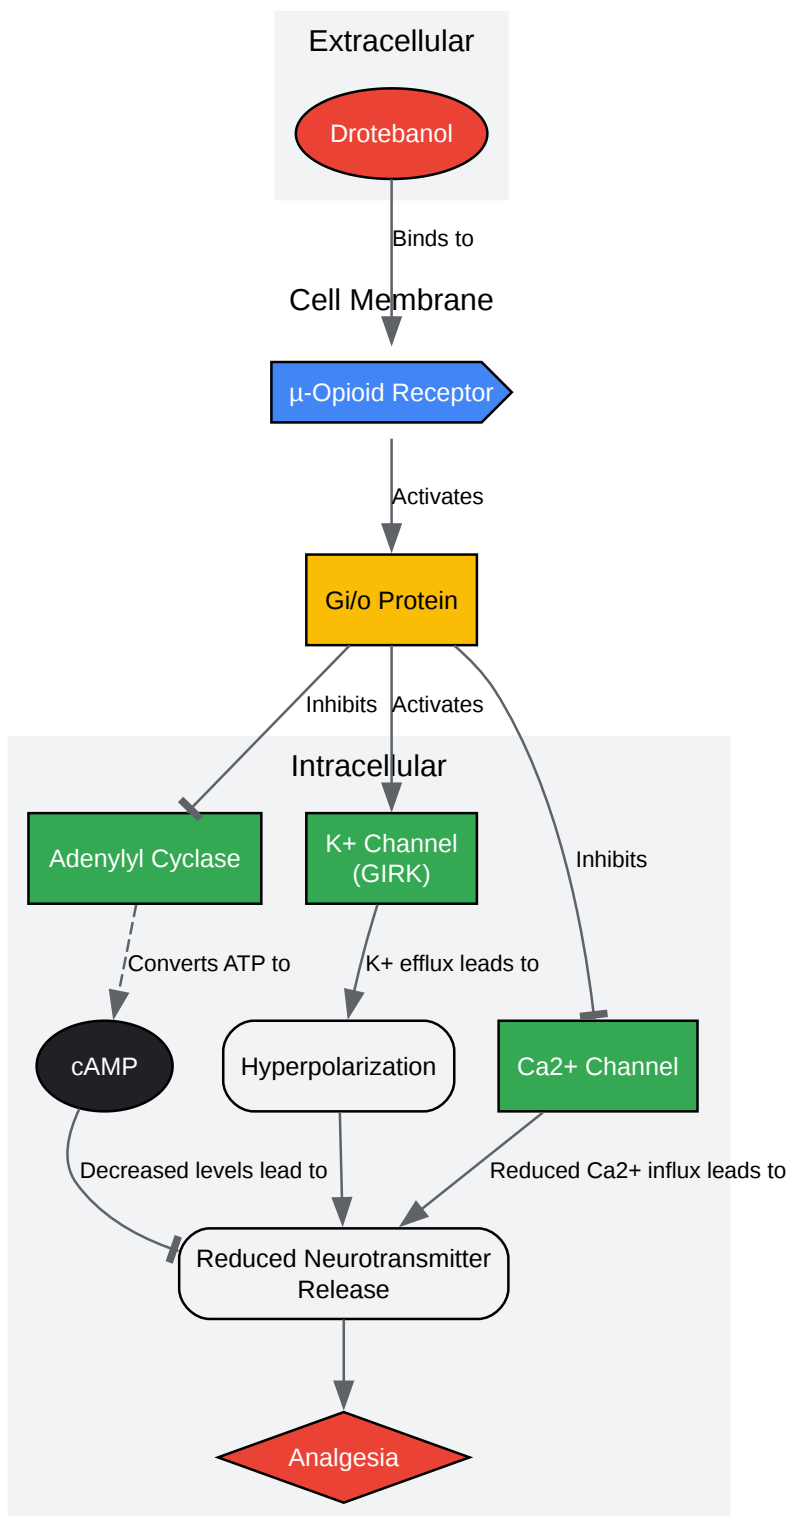 Extracellular
Drotebanol
Binds to
Cell Membrane
µ-Opioid Receptor
Activates
Gi/o Protein
Inhibits
Activates
Intracellular
Adenylyl Cyclase
K+ Channel
(GIRK)
Inhibits
Converts ATP to
K+ efflux leads to
cAMP
Hyperpolarization
Ca2+ Channel
Decreased levels lead to
Reduced Ca2+ influx leads to
Reduced Neurotransmitter
Release
Analgesia